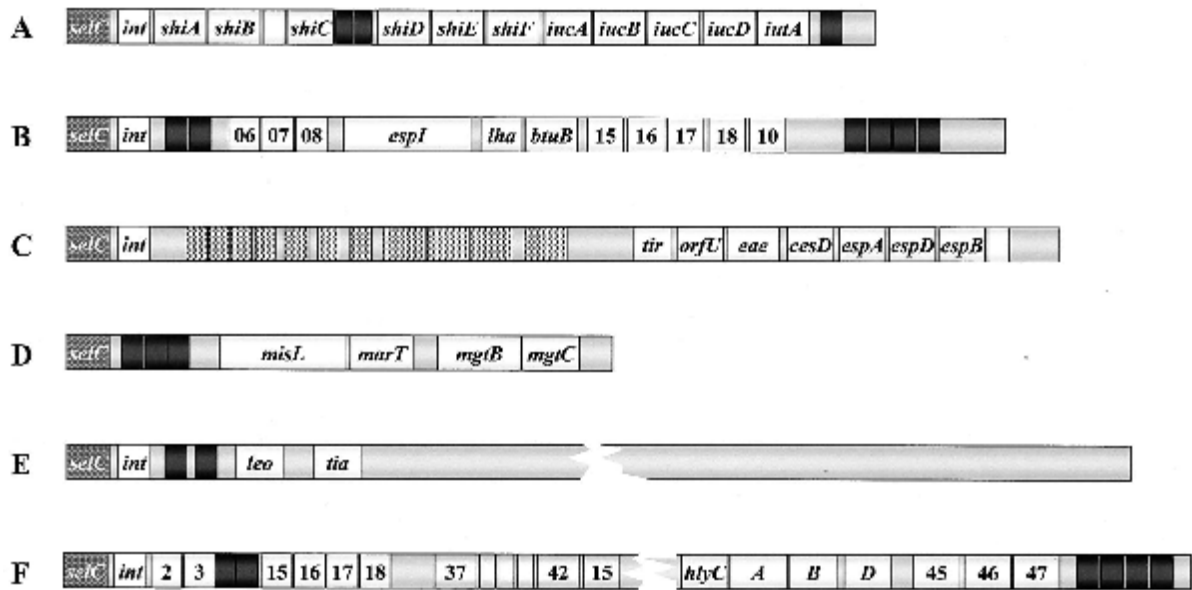 A selC int shiA shiB shiC shiD shiE shiF iucA iucB iucC iucD iutA
B selC int 06 07 08 espI iha btuB 15 16 17 18 10
C selC int tir orfU eae cesD espA espD espB
D selC misL marT mgtB mgtC
E selC int leo tia
F selC int 2 3 15 16 17 18 37 42 15 hlyC A B D 45 46 47